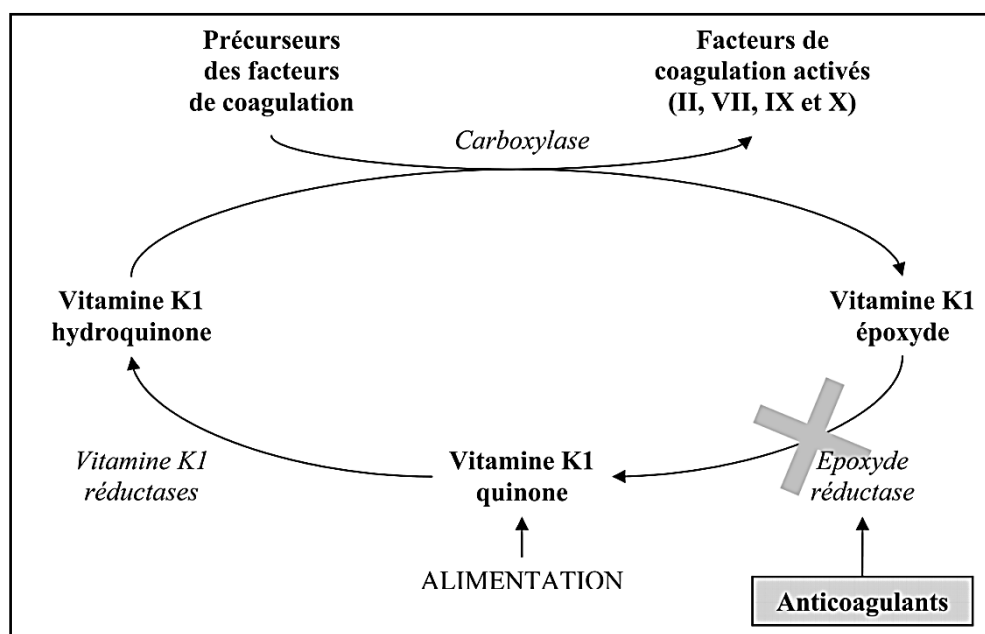 Précurseurs
des facteurs
de coagulation
Facteurs de
coagulation activés
(II, VII, IX et X)
Carboxylase
Vitamine K1
hydroquinone
Vitamine K1
époxyde
Vitamine K1
réductases
Vitamine K1
quinone
Epoxyde
réductase
ALIMENTATION
Anticoagulants